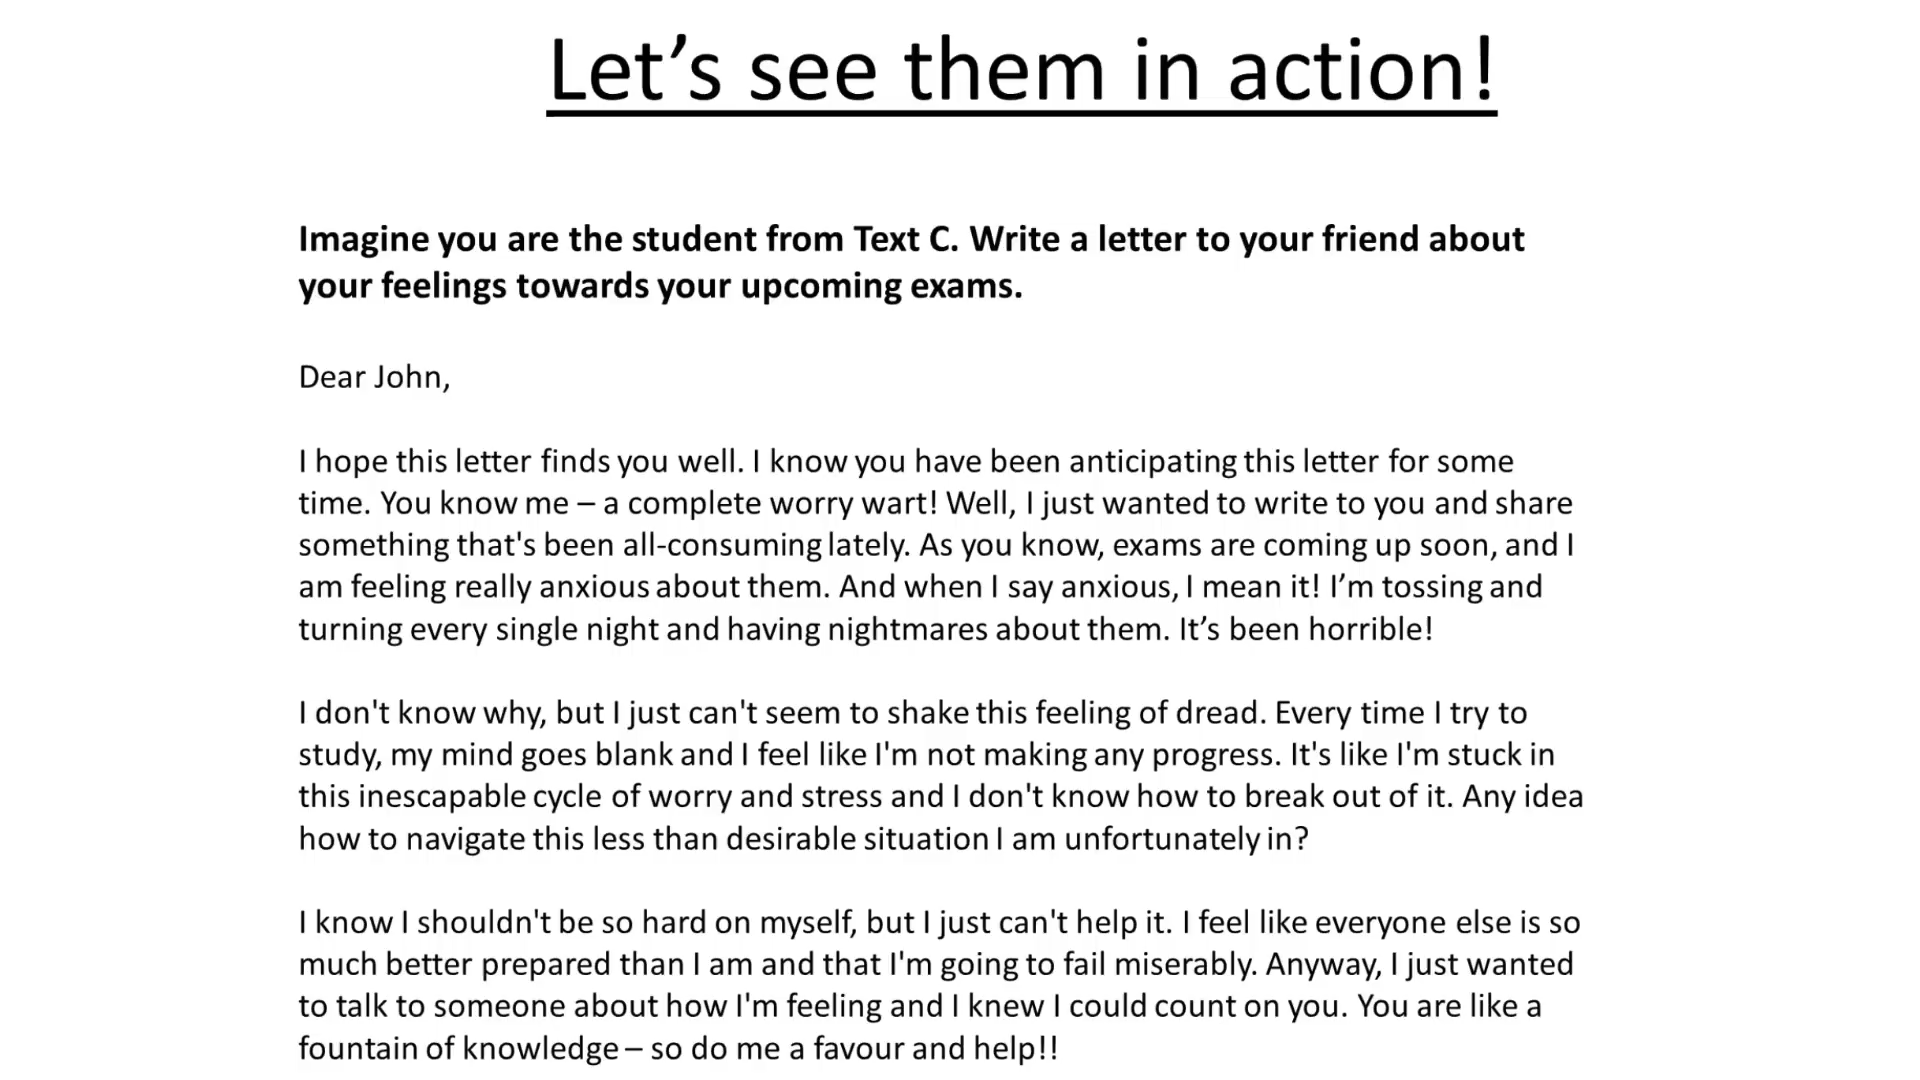 Let’s see them in action!
Imagine you are the student from Text C. Write a letter to your friend about
your feelings towards your upcoming exams.
Dear John,
I hope this letter finds you well. I know you have been anticipating this letter for some
time. You know me – a complete worry wart! Well, I just wanted to write to you and share
something that's been all-consuming lately. As you know, exams are coming up soon, and I
am feeling really anxious about them. And when I say anxious, I mean it! I’m tossing and
turning every single night and having nightmares about them. It’s been horrible!
I don't know why, but I just can't seem to shake this feeling of dread. Every time I try to
study, my mind goes blank and I feel like I'm not making any progress. It's like I'm stuck in
this inescapable cycle of worry and stress and I don't know how to break out of it. Any idea
how to navigate this less than desirable situation I am unfortunately in?
I know I shouldn't be so hard on myself, but I just can't help it. I feel like everyone else is so
much better prepared than I am and that I'm going to fail miserably. Anyway, I just wanted
to talk to someone about how I'm feeling and I knew I could count on you. You are like a
fountain of knowledge – so do me a favour and help!!